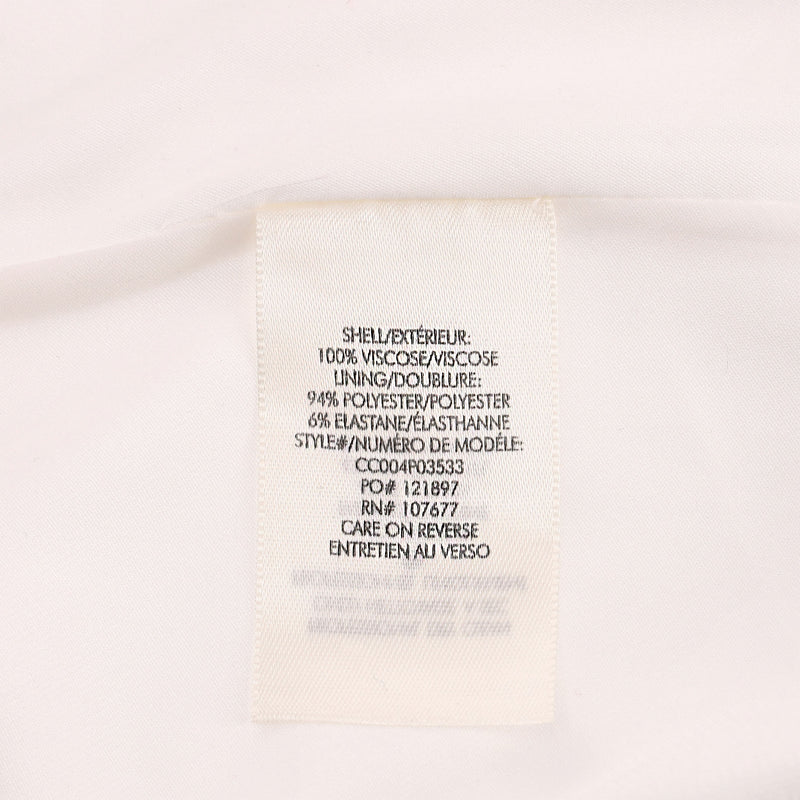 SHELL/EXTÉRIEUR:
100% VISCOSE/VISCOSE
LINING/DOUBLURE:
94% POLYESTER/POLYESTER
6% ELASTANE/ÉLASTHANNE
STYLE#/NUMÉRO DE MODÉLE:
CC004P03533
PO# 121897
RN# 107677
CARE ON REVERSE
ENTRETIEN AU VERSO